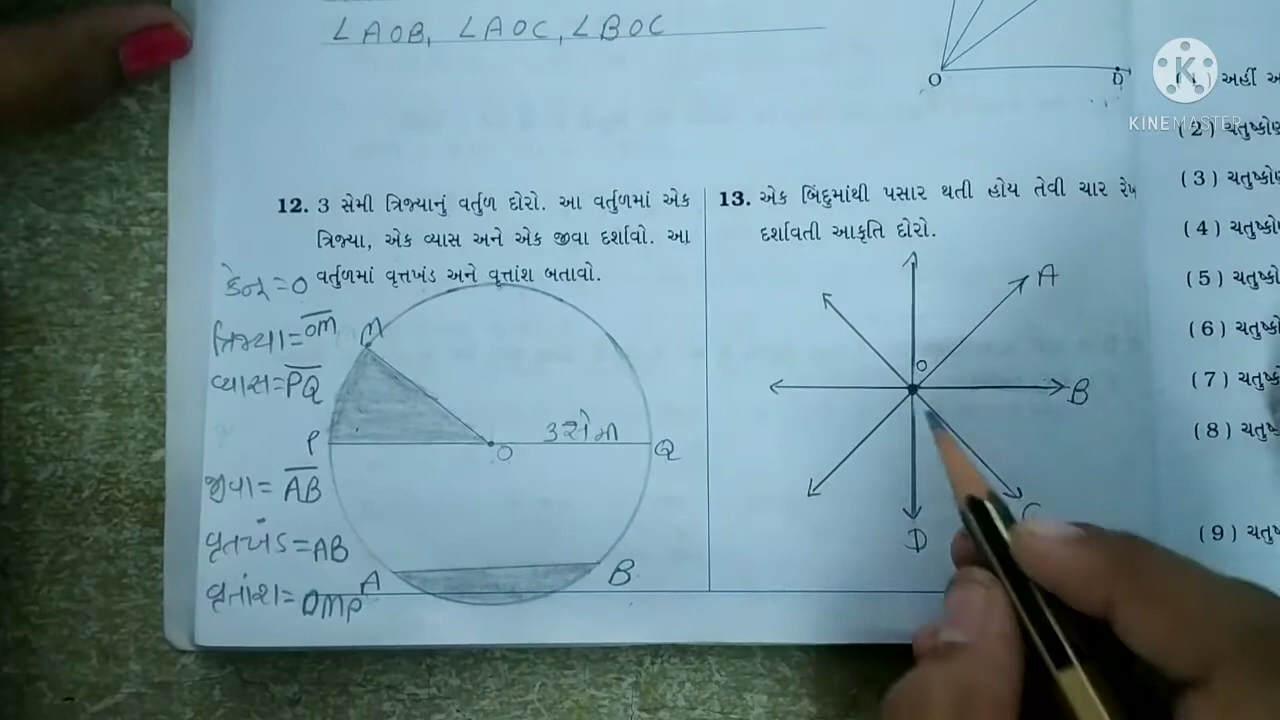 ∠AOB, ∠AOC, ∠BOC
O
D
KINEMASTER
12. 3 સેમી ત્રિજ્યાનું વર્તુળ દોરો. આ વર્તુળમાં એક
ત્રિજ્યા, એક વ્યાસ અને એક જીવા દર્શાવો. આ
વર્તુળમાં વૃત્તખંડ અને વૃત્તાંશ બતાવો.
કેન્દ્ર = O
ત્રિજ્યા = OM
વ્યાસ = PQ
જીવા = AB
વૃતખંડ = AB
વૃતાંશ = OMP
M
P
O
3 સેમી
Q
A
B
13. એક બિંદુમાંથી પસાર થતી હોય તેવી ચાર રેખ
દર્શાવતી આકૃતિ દોરો.
A
O
B
C
D
અહીં
(2) ચતુષ્કોણ
(3) ચતુષ્કો
(4) ચતુષ્કો
(5) ચતુષ્કો
(6) ચતુષ્કો
(7) ચતુષ્કો
(8) ચતુષ્ક
(9) ચતુષ